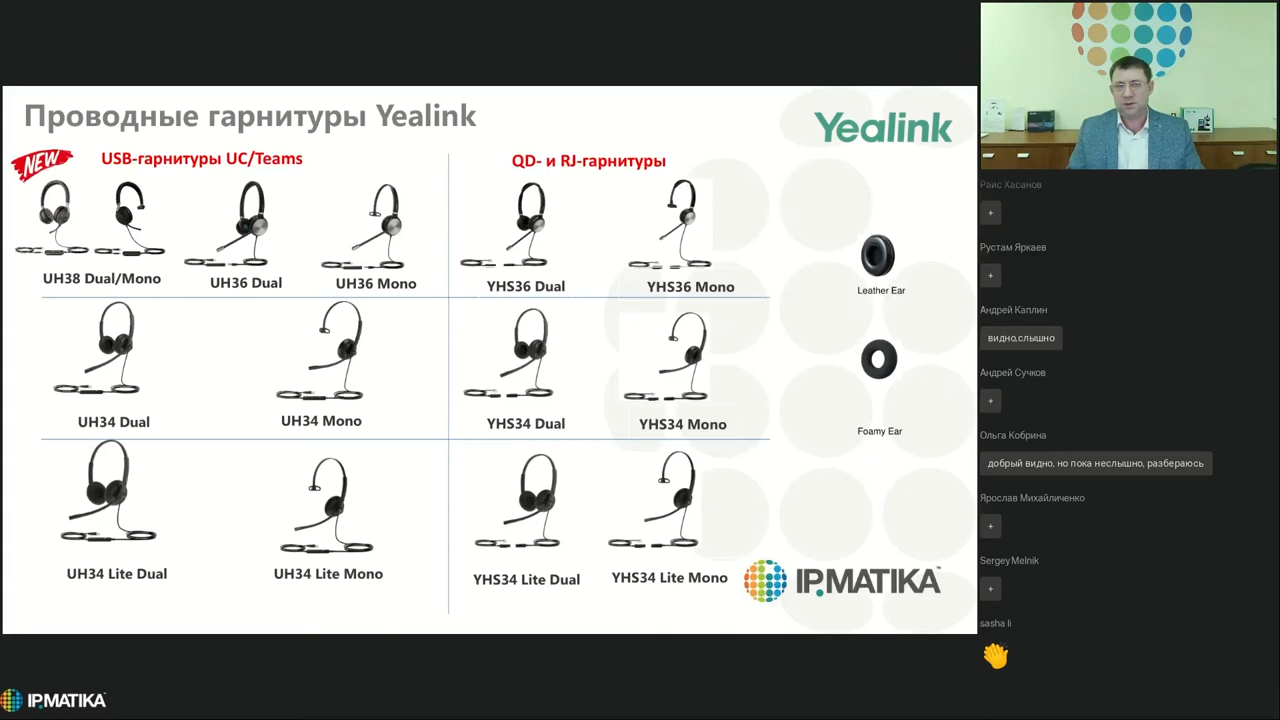 Проводные гарнитуры Yealink
Yealink
NEW
USB-гарнитуры UC/Teams
QD- и RJ-гарнитуры
UH38 Dual/Mono
UH36 Dual
UH36 Mono
YHS36 Dual
YHS36 Mono
Leather Ear
UH34 Dual
UH34 Mono
YHS34 Dual
YHS34 Mono
Foamy Ear
UH34 Lite Dual
UH34 Lite Mono
YHS34 Lite Dual
YHS34 Lite Mono
IP.MATIKA™
Раис Хасанов
+
Рустам Яркаев
+
Андрей Каплин
видно,слышно
Андрей Сучков
+
Ольга Кобрина
добрый видно, но пока неслышно, разбераюсь
Ярослав Михайличенко
+
Sergey Melnik
+
sasha li
IP.MATIKA™